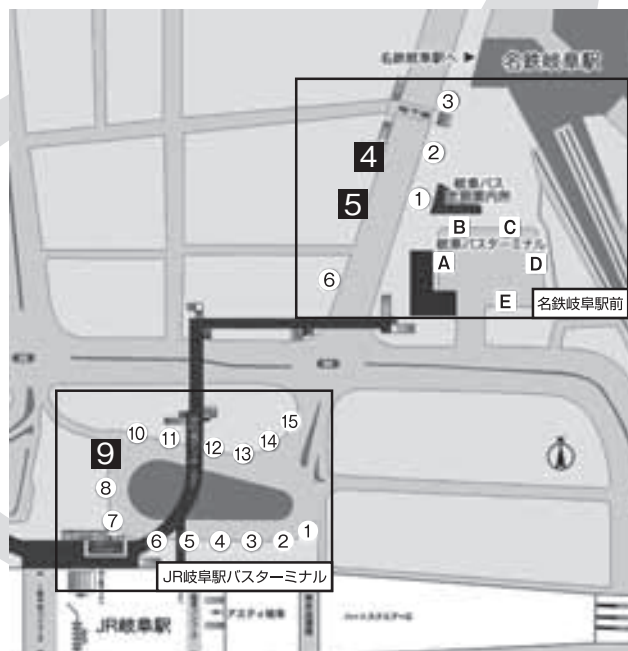 名鉄岐阜駅へ ▶
名鉄岐阜駅
③
4
②
5
①
岐阜バス
B
C
岐阜バスターミナル
A
D
⑥
E
名鉄岐阜駅前
⑮
⑩
⑪
⑭
9
⑫
⑬
⑧
⑦
①
⑥
⑤
④
③
②
JR岐阜駅バスターミナル
JR岐阜駅
アスティ岐阜